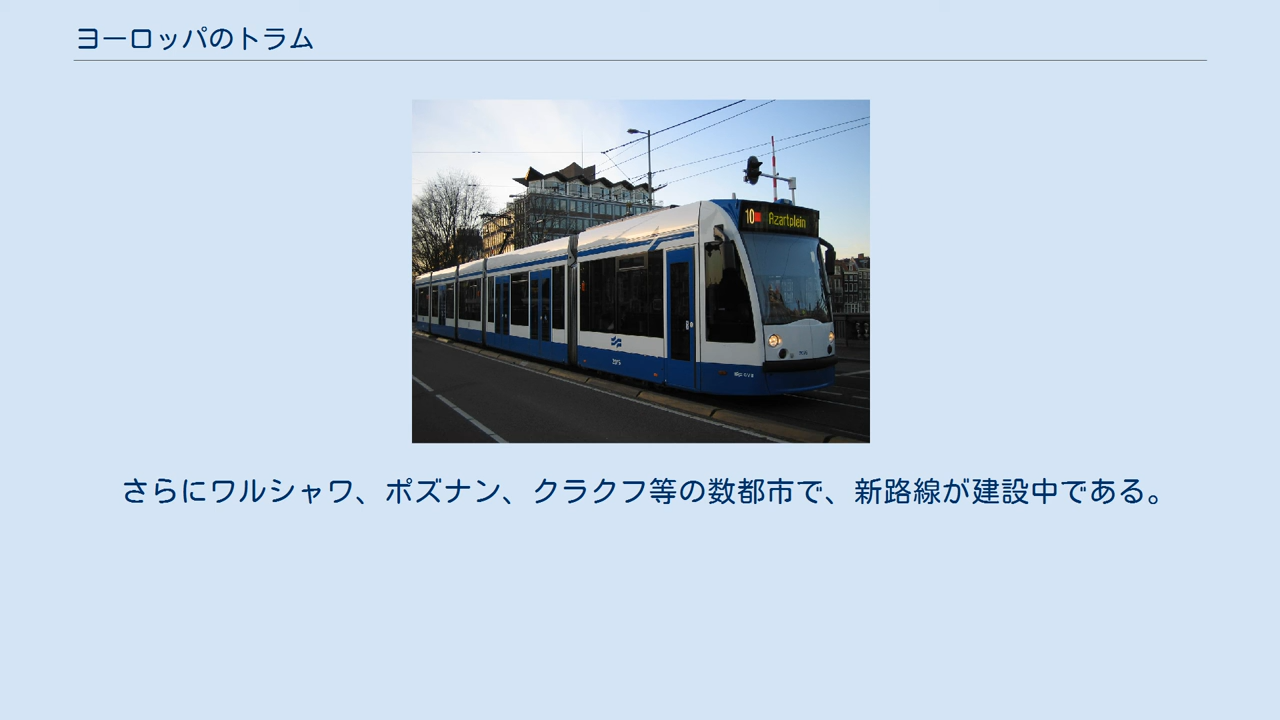 ヨーロッパのトラム
10 Azartplein
さらにワルシャワ、ポズナン、クラクフ等の数都市で、新路線が建設中である。